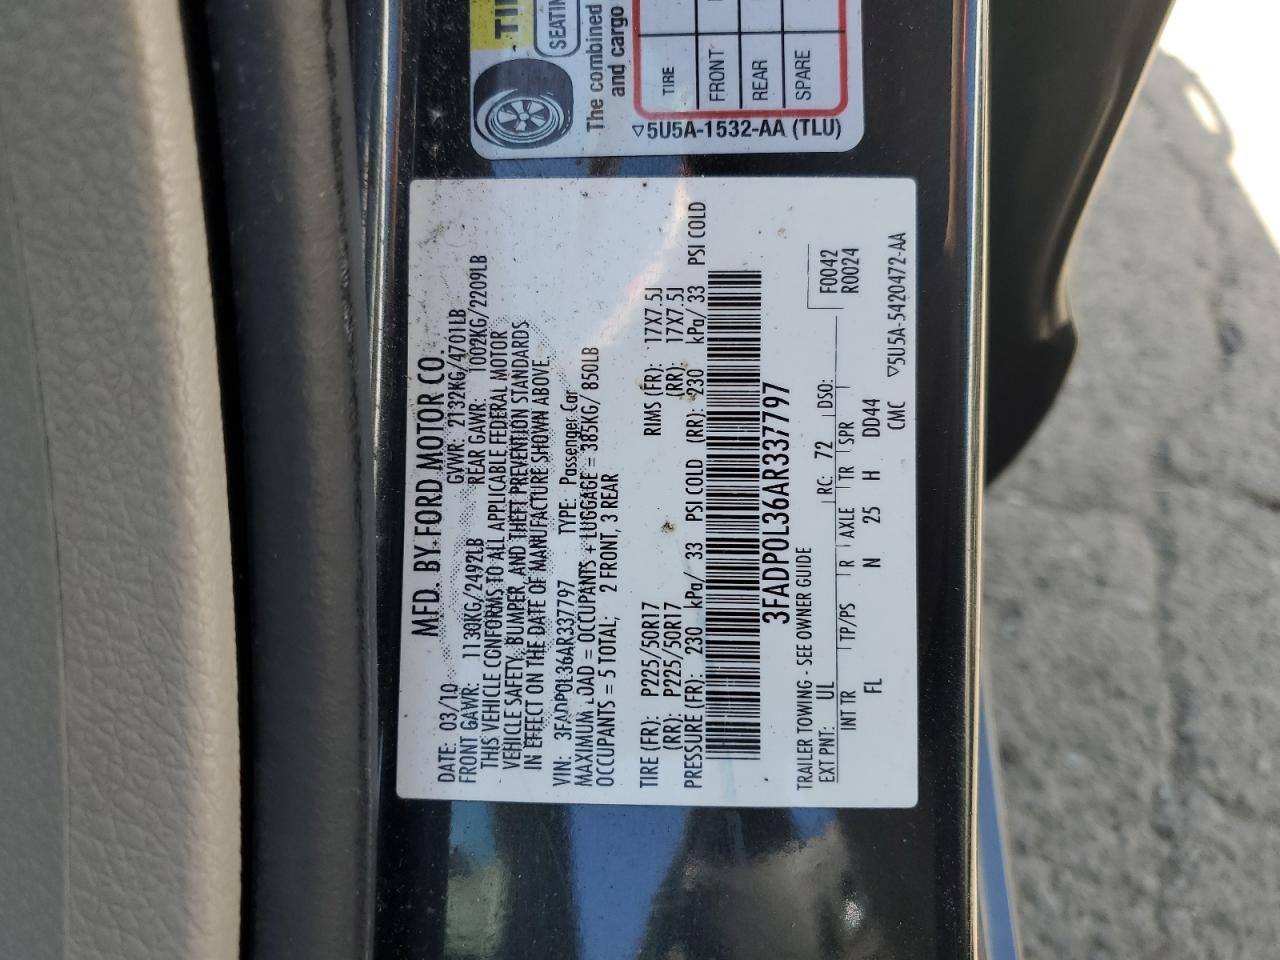 MFD. BY FORD MOTOR CO.
DATE: 03/10 GVWR: 2132KG/4701LB
FRONT GAWR: 1130KG/2492LB REAR GAWR: 1002KG/2209LB
THIS VEHICLE CONFORMS TO ALL APPLICABLE FEDERAL MOTOR
VEHICLE SAFETY, BUMPER, AND THEFT PREVENTION STANDARDS
IN EFFECT ON THE DATE OF MANUFACTURE SHOWN ABOVE.
VIN: 3FADP0L36AR337797 TYPE: Passenger Car
MAXIMUM LOAD = OCCUPANTS + LUGGAGE = 385KG/ 850LB
OCCUPANTS = 5 TOTAL; 2 FRONT, 3 REAR
TIRE (FR): P225/50R17 RIMS (FR): 17X7.5J
(RR): P225/50R17 (RR): 17X7.5J
PRESSURE (FR): 230 kPa/ 33 PSI COLD (RR): 230 kPa/ 33 PSI COLD
3FADP0L36AR337797
TRAILER TOWING - SEE OWNER GUIDE
F0042
EXT PNT: UL RC: 72 DSO: R0024
INT TR TP/PS R AXLE TR SPR
FL N 25 H DD44
CMC ▽5U5A-5420472-AA
TI
SEATIN
The combined
and cargo
TIRE
FRONT
REAR
SPARE
▽5U5A-1532-AA (TLU)